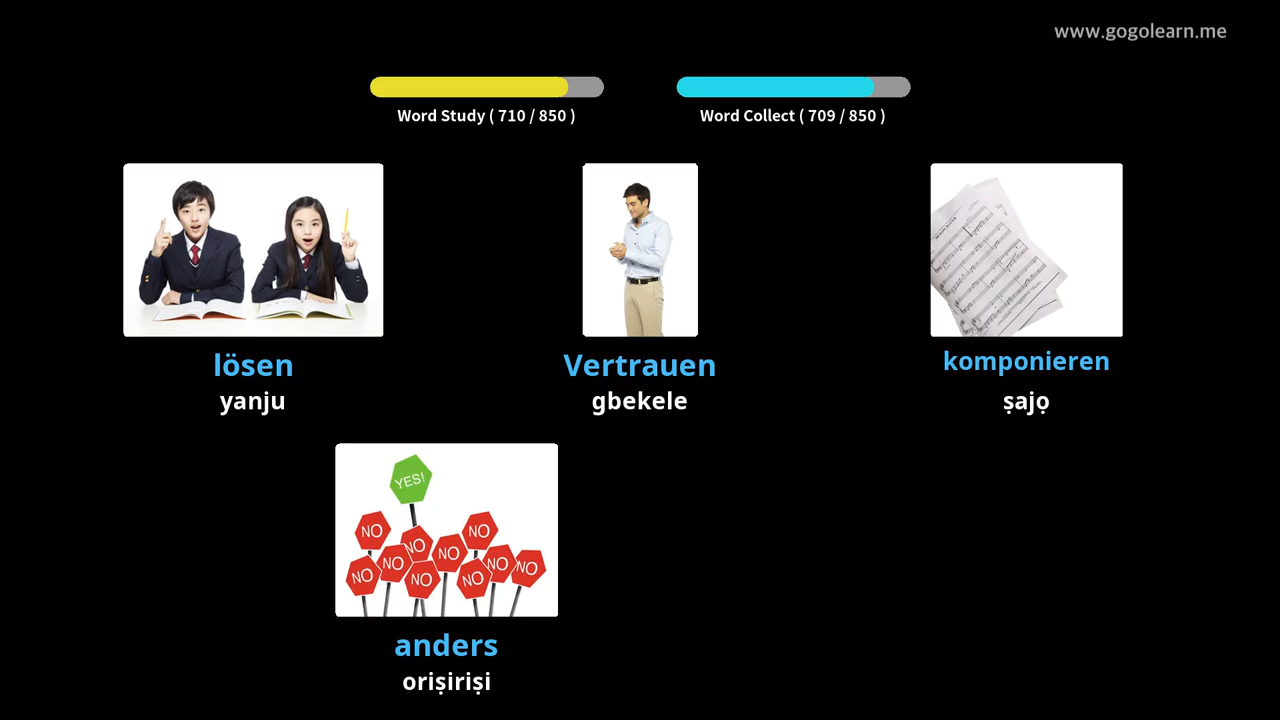 www.gogolearn.me
Word Study ( 710 / 850 )
Word Collect ( 709 / 850 )
lösen
yanju
Vertrauen
gbekele
komponieren
ṣajọ
YES!
NO
NO
NO
NO
NO
NO
NO
NO
NO
NO
anders
oriṣiriṣi